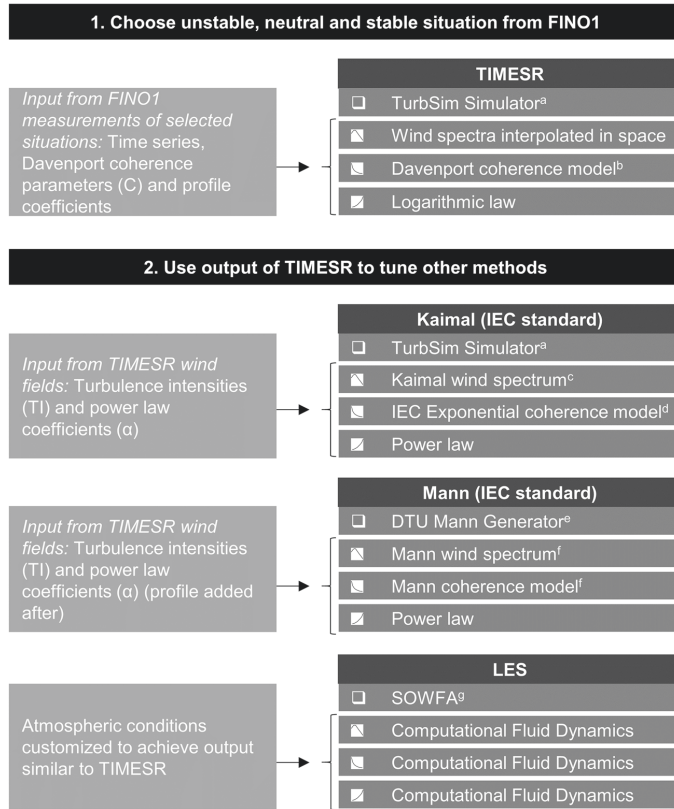 1. Choose unstable, neutral and stable situation from FINO1
Input from FINO1
measurements of selected
situations: Time series,
Davenport coherence
parameters (C) and profile
coefficients
TIMESR
TurbSim Simulatorᵃ
Wind spectra interpolated in space
Davenport coherence modelᵇ
Logarithmic law
2. Use output of TIMESR to tune other methods
Input from TIMESR wind
fields: Turbulence intensities
(TI) and power law
coefficients (α)
Kaimal (IEC standard)
TurbSim Simulatorᵃ
Kaimal wind spectrumᶜ
IEC Exponential coherence modelᵈ
Power law
Input from TIMESR wind
fields: Turbulence intensities
(TI) and power law
coefficients (α) (profile added
after)
Mann (IEC standard)
DTU Mann Generatorᵉ
Mann wind spectrumᶠ
Mann coherence modelᶠ
Power law
Atmospheric conditions
customized to achieve output
similar to TIMESR
LES
SOWFAᵍ
Computational Fluid Dynamics
Computational Fluid Dynamics
Computational Fluid Dynamics